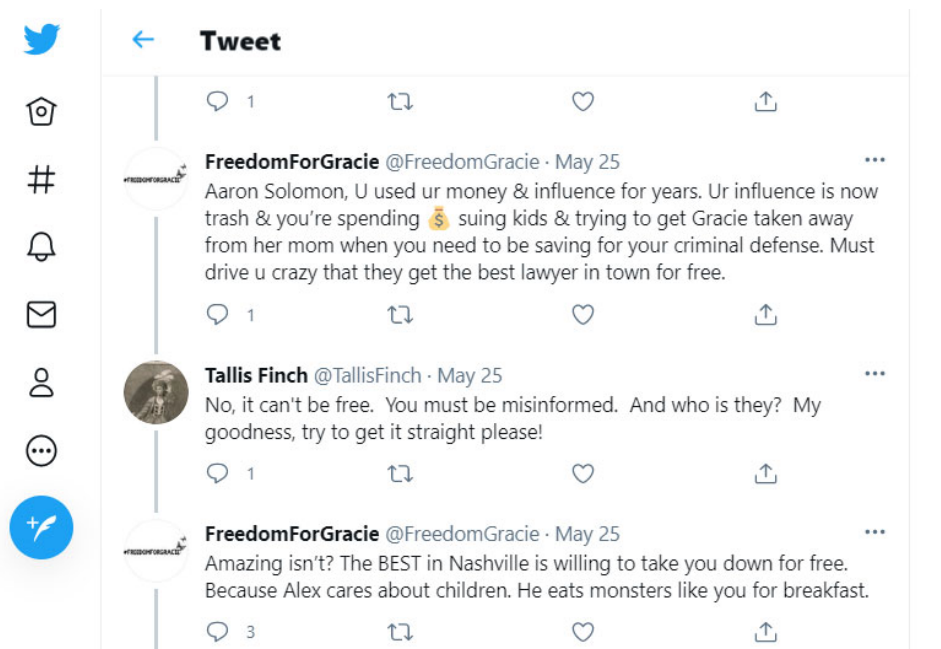 Tweet
1
FreedomForGracie @FreedomGracie · May 25
Aaron Solomon, U used ur money & influence for years. Ur influence is now
trash & you're spending 💰 suing kids & trying to get Gracie taken away
from her mom when you need to be saving for your criminal defense. Must
drive u crazy that they get the best lawyer in town for free.
#FREEDOMFORGRACIE
1
Tallis Finch @TallisFinch · May 25
No, it can't be free.  You must be misinformed.  And who is they?  My
goodness, try to get it straight please!
1
FreedomForGracie @FreedomGracie · May 25
Amazing isn't? The BEST in Nashville is willing to take you down for free.
Because Alex cares about children. He eats monsters like you for breakfast.
#FREEDOMFORGRACIE
3